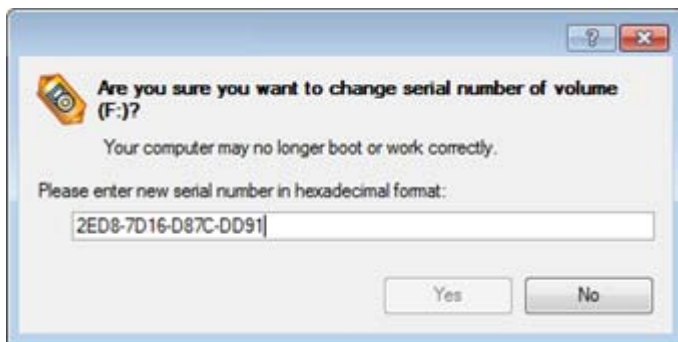 Are you sure you want to change serial number of volume
(F:)?
Your computer may no longer boot or work correctly.
Please enter new serial number in hexadecimal format:
2ED8-7D16-D87C-DD91
Yes
No